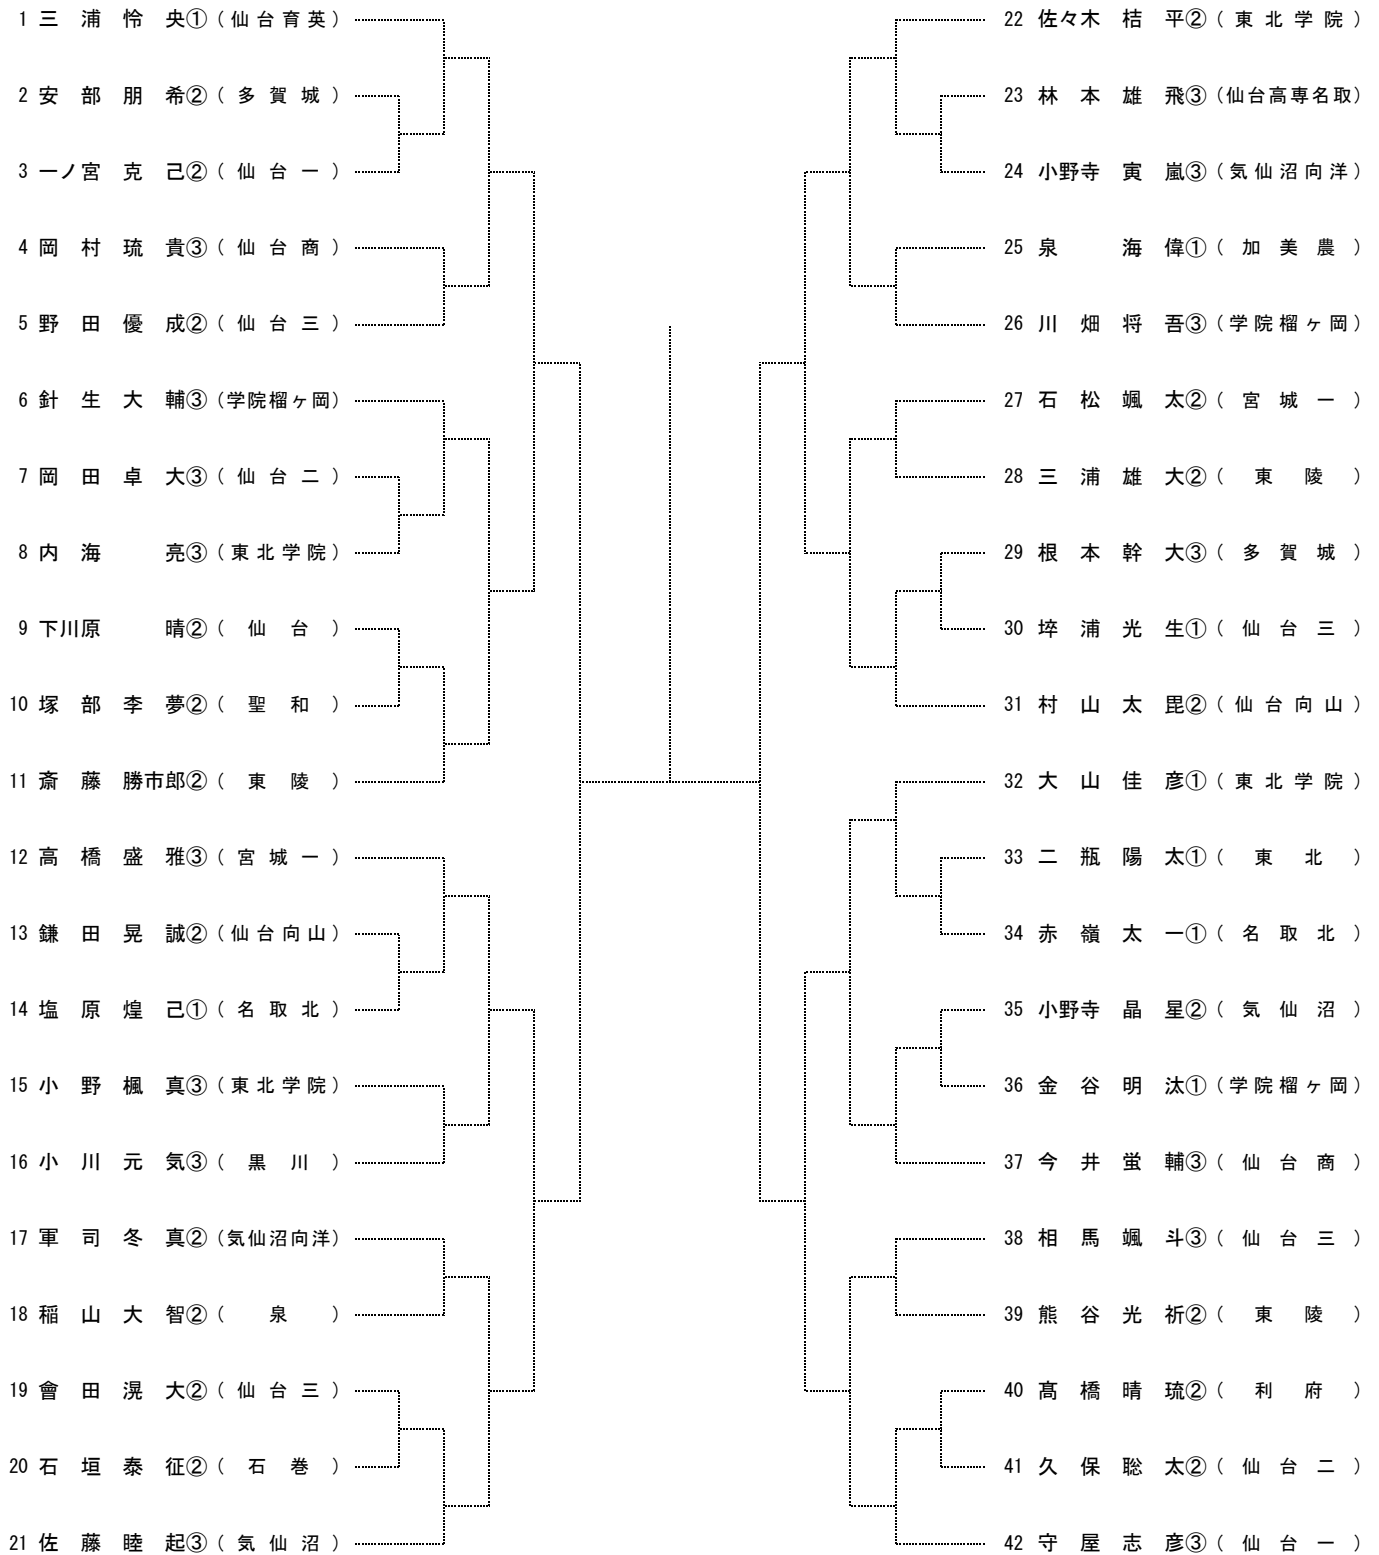 1 三浦怜央① (仙台育英)
2 安部朋希② (多賀城)
3 一ノ宮克己② (仙台一)
4 岡村琉貴③ (仙台商)
5 野田優成② (仙台三)
6 針生大輔③ (学院榴ヶ岡)
7 岡田卓大③ (仙台二)
8 内海亮③ (東北学院)
9 下川原晴② (仙台)
10 塚部李夢② (聖和)
11 斎藤勝市郎② (東陵)
12 高橋盛雅③ (宮城一)
13 鎌田晃誠② (仙台向山)
14 塩原煌己① (名取北)
15 小野楓真③ (東北学院)
16 小川元気③ (黒川)
17 軍司冬真② (気仙沼向洋)
18 稲山大智② (泉)
19 會田滉大② (仙台三)
20 石垣泰征② (石巻)
21 佐藤睦起③ (気仙沼)
22 佐々木桔平② (東北学院)
23 林本雄飛③ (仙台高専名取)
24 小野寺寅嵐③ (気仙沼向洋)
25 泉海偉① (加美農)
26 川畑将吾③ (学院榴ヶ岡)
27 石松颯太② (宮城一)
28 三浦雄大② (東陵)
29 根本幹大③ (多賀城)
30 埣浦光生① (仙台三)
31 村山太毘② (仙台向山)
32 大山佳彦① (東北学院)
33 二瓶陽太① (東北)
34 赤嶺太一① (名取北)
35 小野寺晶星② (気仙沼)
36 金谷明汰① (学院榴ヶ岡)
37 今井蛍輔③ (仙台商)
38 相馬颯斗③ (仙台三)
39 熊谷光祈② (東陵)
40 髙橋晴琉② (利府)
41 久保聡太② (仙台二)
42 守屋志彦③ (仙台一)